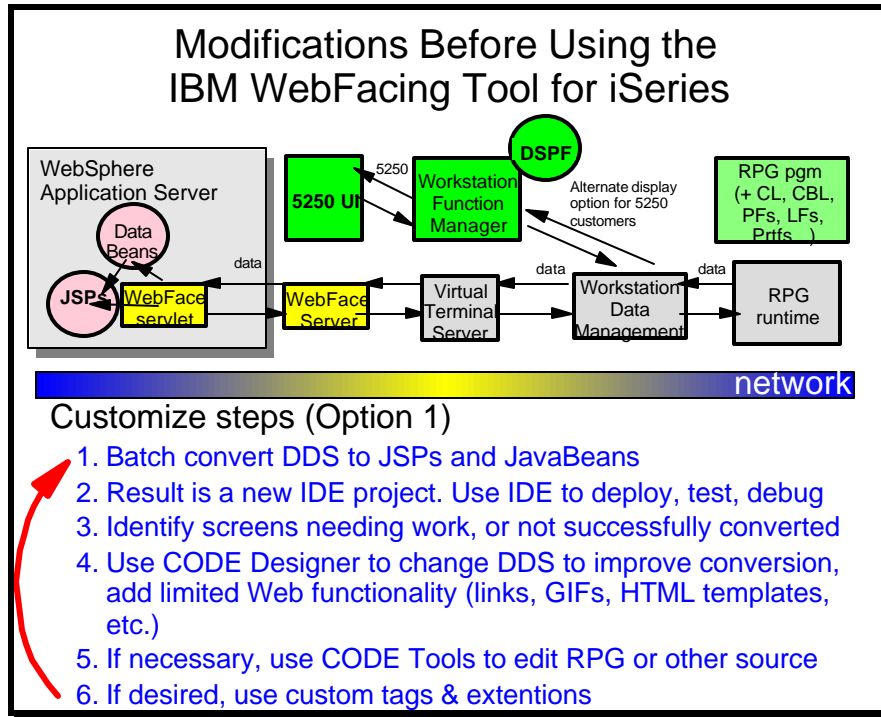 Modifications Before Using the
IBM WebFacing Tool for iSeries
WebSphere
Application Server
Data
Beans
JSPs
WebFace
servlet
data
WebFace
Server
5250 UI
5250
Workstation
Function
Manager
DSPF
Alternate display
option for 5250
customers
RPG pgm
(+ CL, CBL,
PFs, LFs,
Prtfs...)
Virtual
Terminal
Server
data
Workstation
Data
Management
data
RPG
runtime
network
Customize steps (Option 1)
1. Batch convert DDS to JSPs and JavaBeans
2. Result is a new IDE project. Use IDE to deploy, test, debug
3. Identify screens needing work, or not successfully converted
4. Use CODE Designer to change DDS to improve conversion,
add limited Web functionality (links, GIFs, HTML templates,
etc.)
5. If necessary, use CODE Tools to edit RPG or other source
6. If desired, use custom tags & extentions